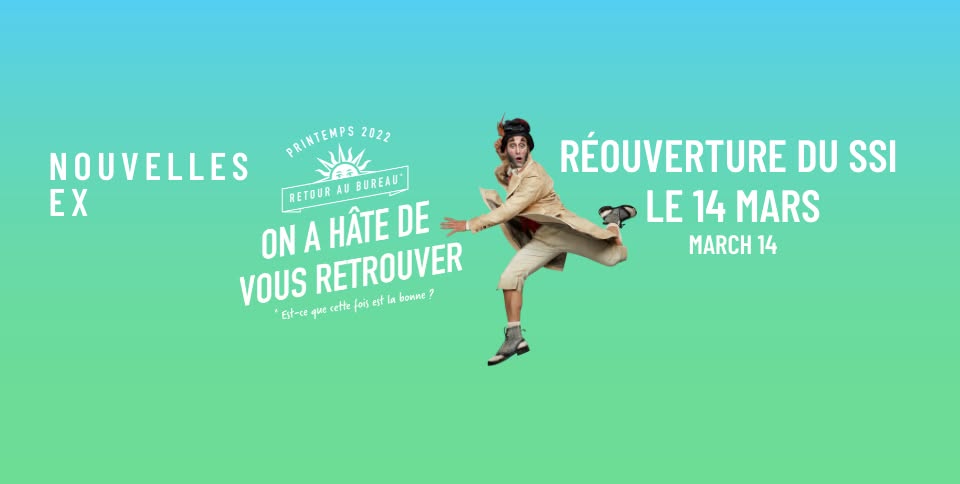 NOUVELLES
EX
PRINTEMPS 2022
RETOUR AU BUREAU*
ON A HÂTE DE
VOUS RETROUVER
* Est-ce que cette fois est la bonne ?
RÉOUVERTURE DU SSI
LE 14 MARS
MARCH 14